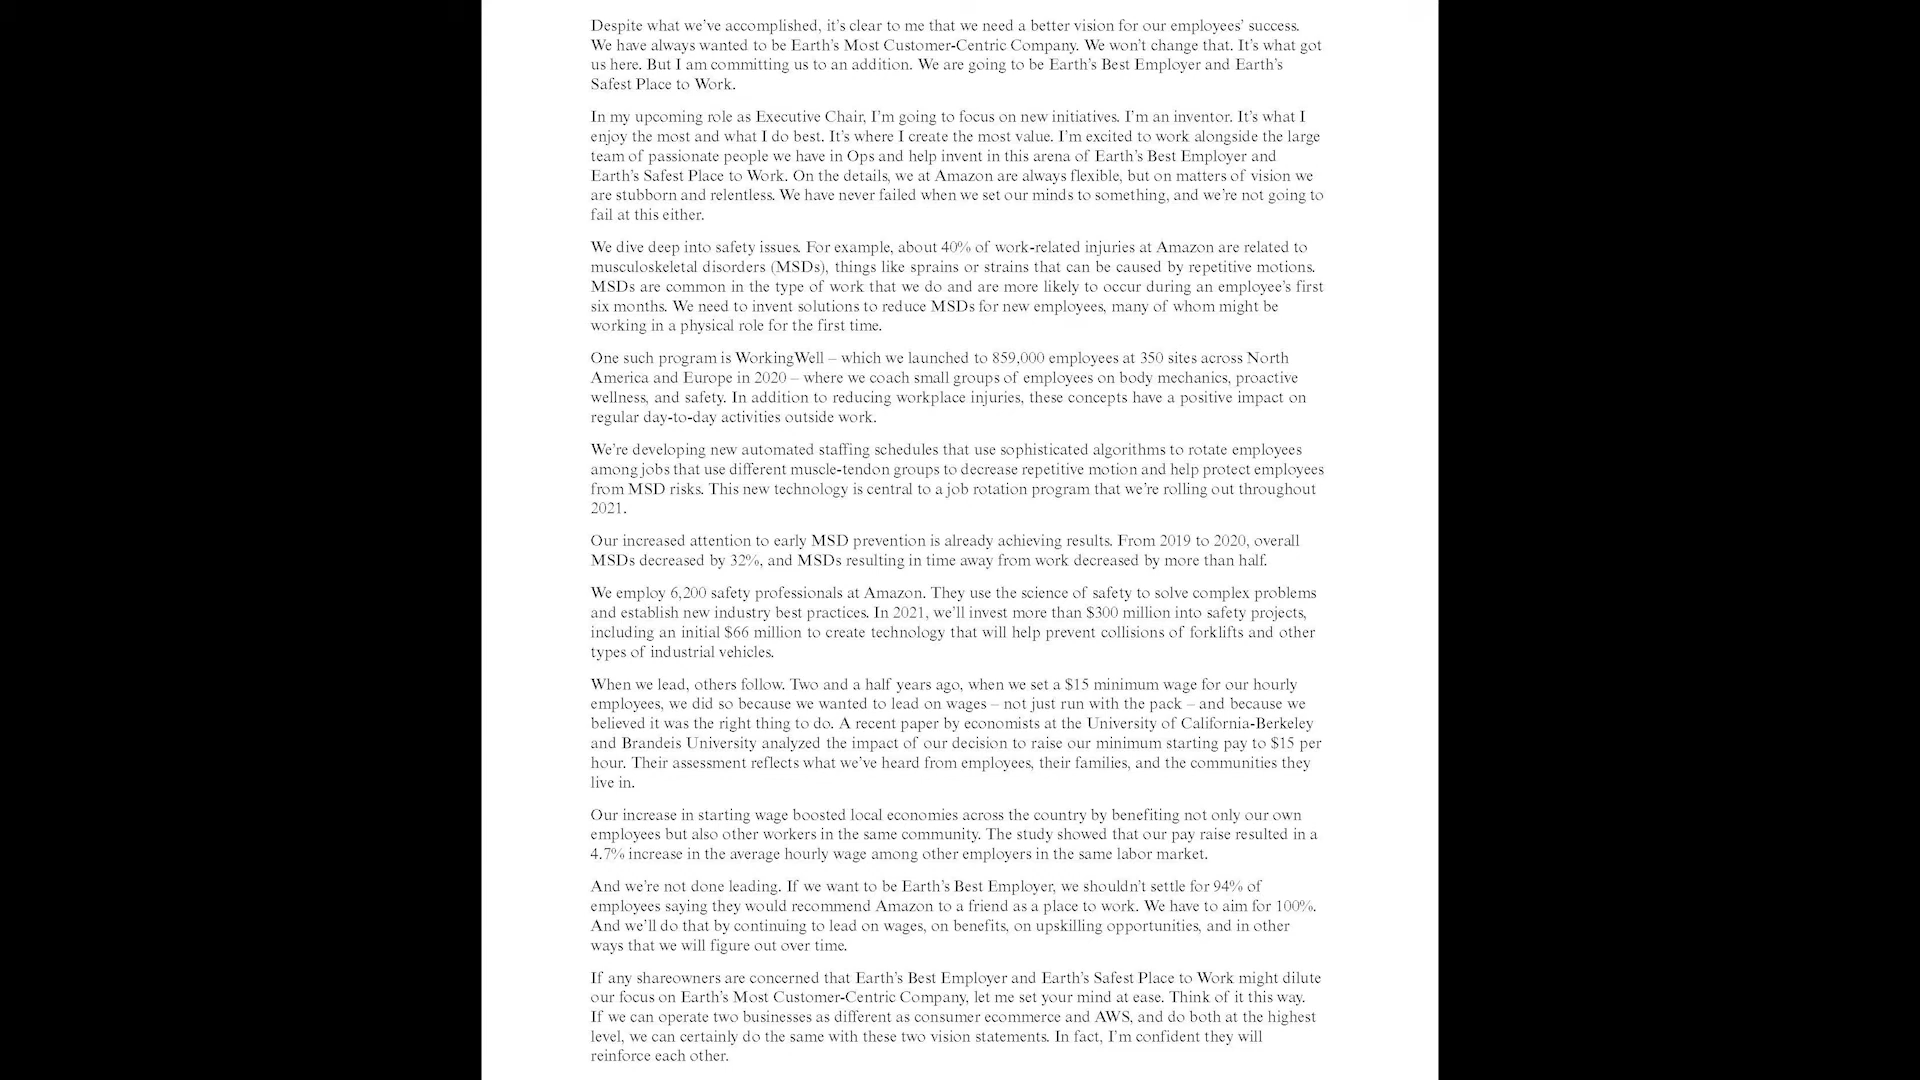 Despite what we've accomplished, it's clear to me that we need a better vision for our employees' success.
We have always wanted to be Earth's Most Customer-Centric Company. We won't change that. It's what got
us here. But I am committing us to an addition. We are going to be Earth's Best Employer and Earth's
Safest Place to Work.
In my upcoming role as Executive Chair, I'm going to focus on new initiatives. I'm an inventor. It's what I
enjoy the most and what I do best. It's where I create the most value. I'm excited to work alongside the large
team of passionate people we have in Ops and help invent in this arena of Earth's Best Employer and
Earth's Safest Place to Work. On the details, we at Amazon are always flexible, but on matters of vision we
are stubborn and relentless. We have never failed when we set our minds to something, and we're not going to
fail at this either.
We dive deep into safety issues. For example, about 40% of work-related injuries at Amazon are related to
musculoskeletal disorders (MSDs), things like sprains or strains that can be caused by repetitive motions.
MSDs are common in the type of work that we do and are more likely to occur during an employee's first
six months. We need to invent solutions to reduce MSDs for new employees, many of whom might be
working in a physical role for the first time.
One such program is WorkingWell – which we launched to 859,000 employees at 350 sites across North
America and Europe in 2020 – where we coach small groups of employees on body mechanics, proactive
wellness, and safety. In addition to reducing workplace injuries, these concepts have a positive impact on
regular day-to-day activities outside work.
We're developing new automated staffing schedules that use sophisticated algorithms to rotate employees
among jobs that use different muscle-tendon groups to decrease repetitive motion and help protect employees
from MSD risks. This new technology is central to a job rotation program that we're rolling out throughout
2021.
Our increased attention to early MSD prevention is already achieving results. From 2019 to 2020, overall
MSDs decreased by 32%, and MSDs resulting in time away from work decreased by more than half.
We employ 6,200 safety professionals at Amazon. They use the science of safety to solve complex problems
and establish new industry best practices. In 2021, we'll invest more than $300 million into safety projects,
including an initial $66 million to create technology that will help prevent collisions of forklifts and other
types of industrial vehicles.
When we lead, others follow. Two and a half years ago, when we set a $15 minimum wage for our hourly
employees, we did so because we wanted to lead on wages – not just run with the pack – and because we
believed it was the right thing to do. A recent paper by economists at the University of California-Berkeley
and Brandeis University analyzed the impact of our decision to raise our minimum starting pay to $15 per
hour. Their assessment reflects what we've heard from employees, their families, and the communities they
live in.
Our increase in starting wage boosted local economies across the country by benefiting not only our own
employees but also other workers in the same community. The study showed that our pay raise resulted in a
4.7% increase in the average hourly wage among other employers in the same labor market.
And we're not done leading. If we want to be Earth's Best Employer, we shouldn't settle for 94% of
employees saying they would recommend Amazon to a friend as a place to work. We have to aim for 100%.
And we'll do that by continuing to lead on wages, on benefits, on upskilling opportunities, and in other
ways that we will figure out over time.
If any shareowners are concerned that Earth's Best Employer and Earth's Safest Place to Work might dilute
our focus on Earth's Most Customer-Centric Company, let me set your mind at ease. Think of it this way.
If we can operate two businesses as different as consumer ecommerce and AWS, and do both at the highest
level, we can certainly do the same with these two vision statements. In fact, I'm confident they will
reinforce each other.